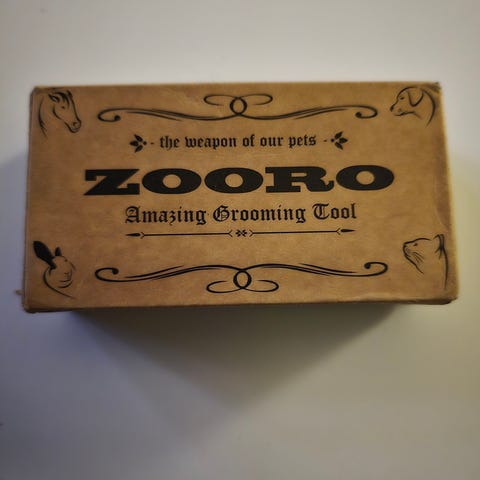 the weapon of our pets
ZOORO
Amazing Grooming Tool